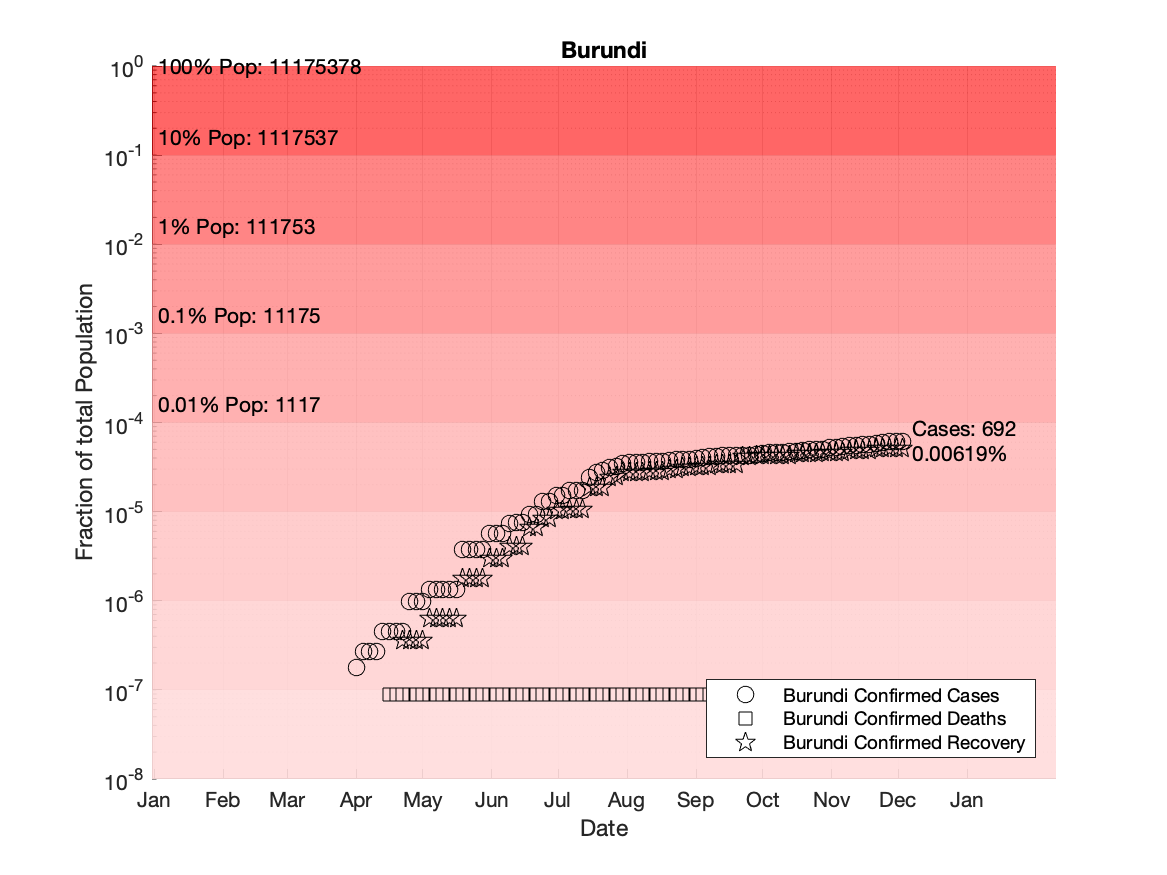 Burundi
10^0
100% Pop: 11175378
10% Pop: 1117537
10^-1
1% Pop: 111753
10^-2
0.1% Pop: 11175
10^-3
0.01% Pop: 1117
10^-4
Cases: 692
0.00619%
10^-5
10^-6
10^-7
10^-8
Fraction of total Population
Burundi Confirmed Cases
Burundi Confirmed Deaths
Burundi Confirmed Recovery
Jan Feb Mar Apr May Jun Jul Aug Sep Oct Nov Dec Jan
Date